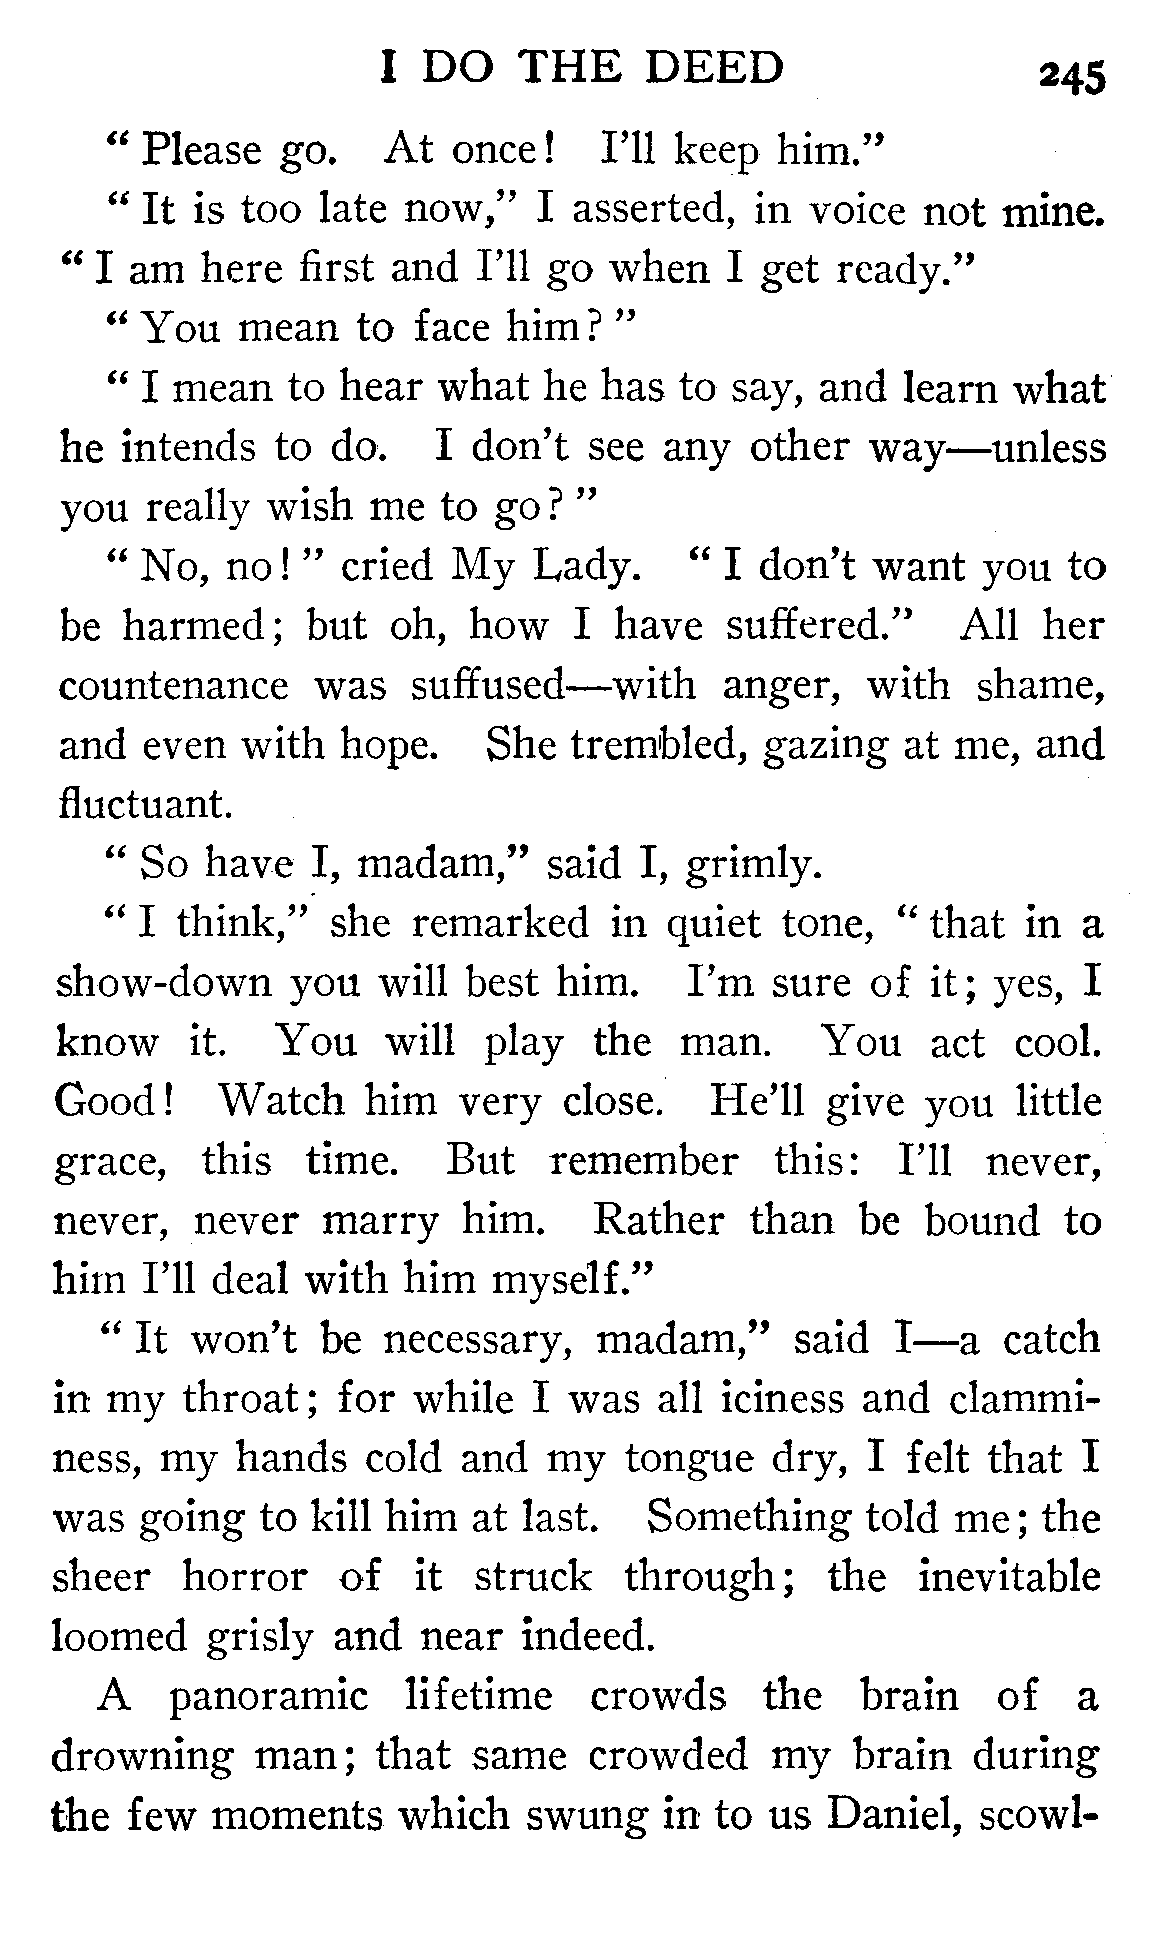 I DO THE DEED 245
“ Please go. At once! I’ll keep him.”
“ It is too late now,” I asserted, in voice not mine.
“ I am here first and I’ll go when I get ready.”
“ You mean to face him? ”
“ I mean to hear what he has to say, and learn what
he intends to do. I don’t see any other way—unless
you really wish me to go? ”
“ No, no! ” cried My Lady. “ I don’t want you to
be harmed; but oh, how I have suffered.” All her
countenance was suffused—with anger, with shame,
and even with hope. She trembled, gazing at me, and
fluctuant.
“ So have I, madam,” said I, grimly.
“ I think,” she remarked in quiet tone, “ that in a
show-down you will best him. I’m sure of it; yes, I
know it. You will play the man. You act cool.
Good! Watch him very close. He’ll give you little
grace, this time. But remember this: I’ll never,
never, never marry him. Rather than be bound to
him I’ll deal with him myself.”
“ It won’t be necessary, madam,” said I—a catch
in my throat; for while I was all iciness and clammi-
ness, my hands cold and my tongue dry, I felt that I
was going to kill him at last. Something told me; the
sheer horror of it struck through; the inevitable
loomed grisly and near indeed.
A panoramic lifetime crowds the brain of a
drowning man; that same crowded my brain during
the few moments which swung in to us Daniel, scowl-